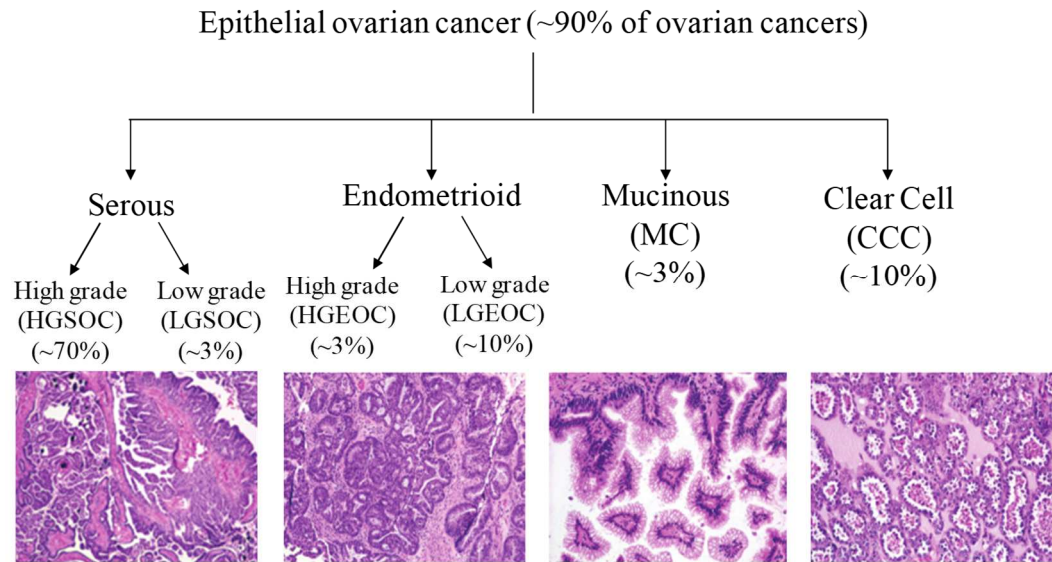 Epithelial ovarian cancer (~90% of ovarian cancers)
Serous
High grade
(HGSOC)
(~70%)
Low grade
(LGSOC)
(~3%)
Endometrioid
High grade
(HGEOC)
(~3%)
Low grade
(LGEOC)
(~10%)
Mucinous
(MC)
(~3%)
Clear Cell
(CCC)
(~10%)